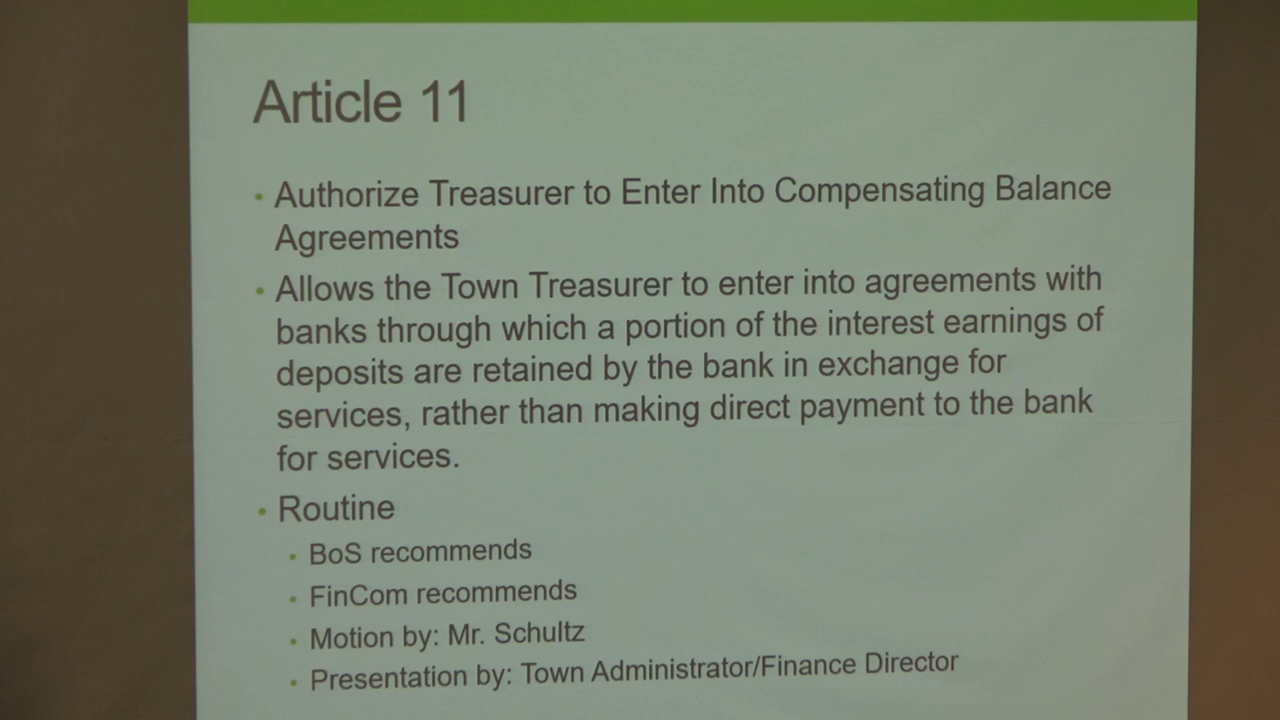 Article 11
• Authorize Treasurer to Enter Into Compensating Balance
Agreements
• Allows the Town Treasurer to enter into agreements with
banks through which a portion of the interest earnings of
deposits are retained by the bank in exchange for
services, rather than making direct payment to the bank
for services.
• Routine
• BoS recommends
• FinCom recommends
• Motion by: Mr. Schultz
• Presentation by: Town Administrator/Finance Director